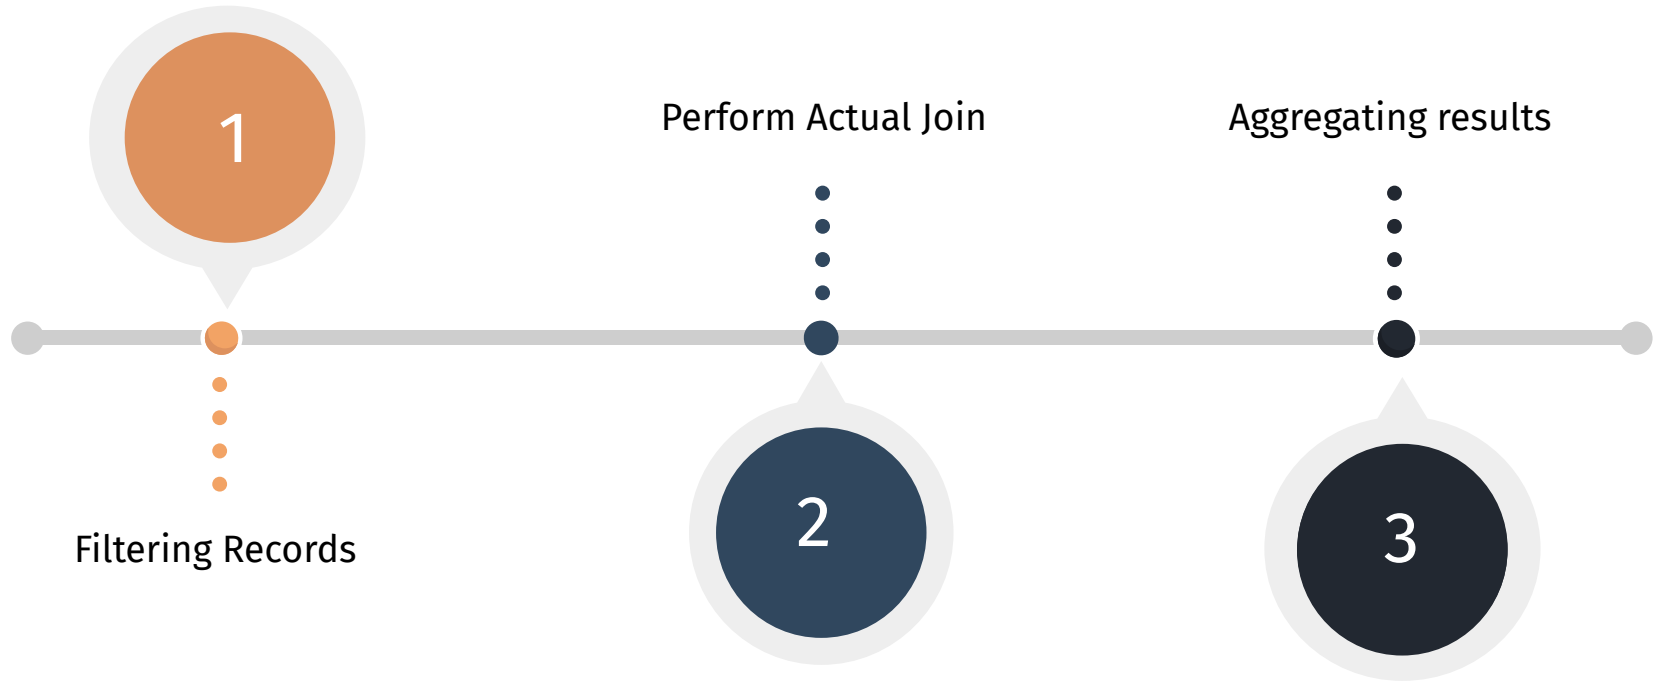 1
Filtering Records
Perform Actual Join
2
Aggregating results
3